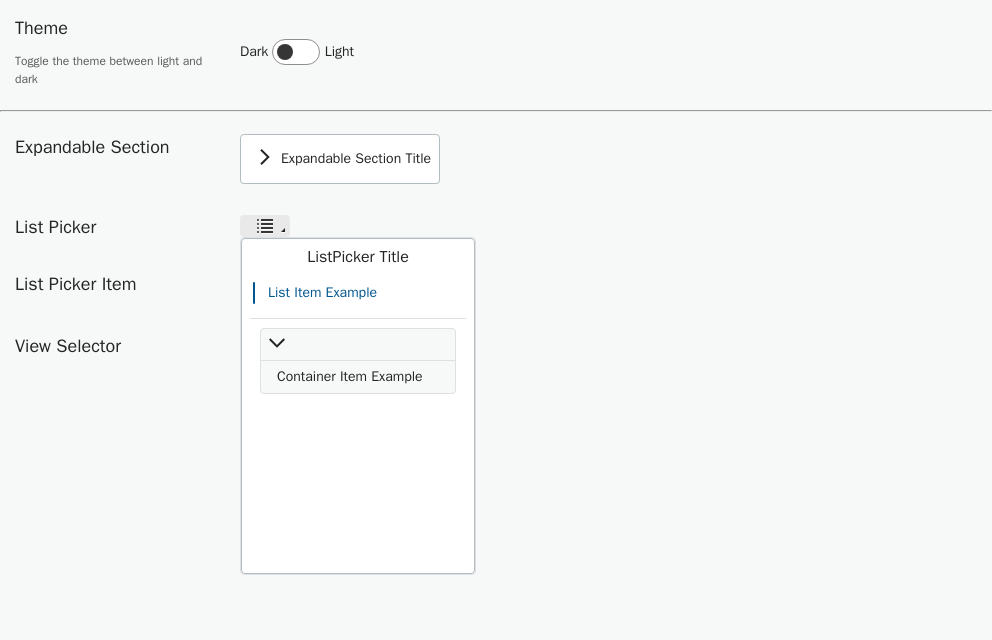 Theme
Toggle the theme between light and
dark
Dark Light
Expandable Section
Expandable Section Title
List Picker
ListPicker Title
List Picker Item
List Item Example
View Selector
Container Item Example